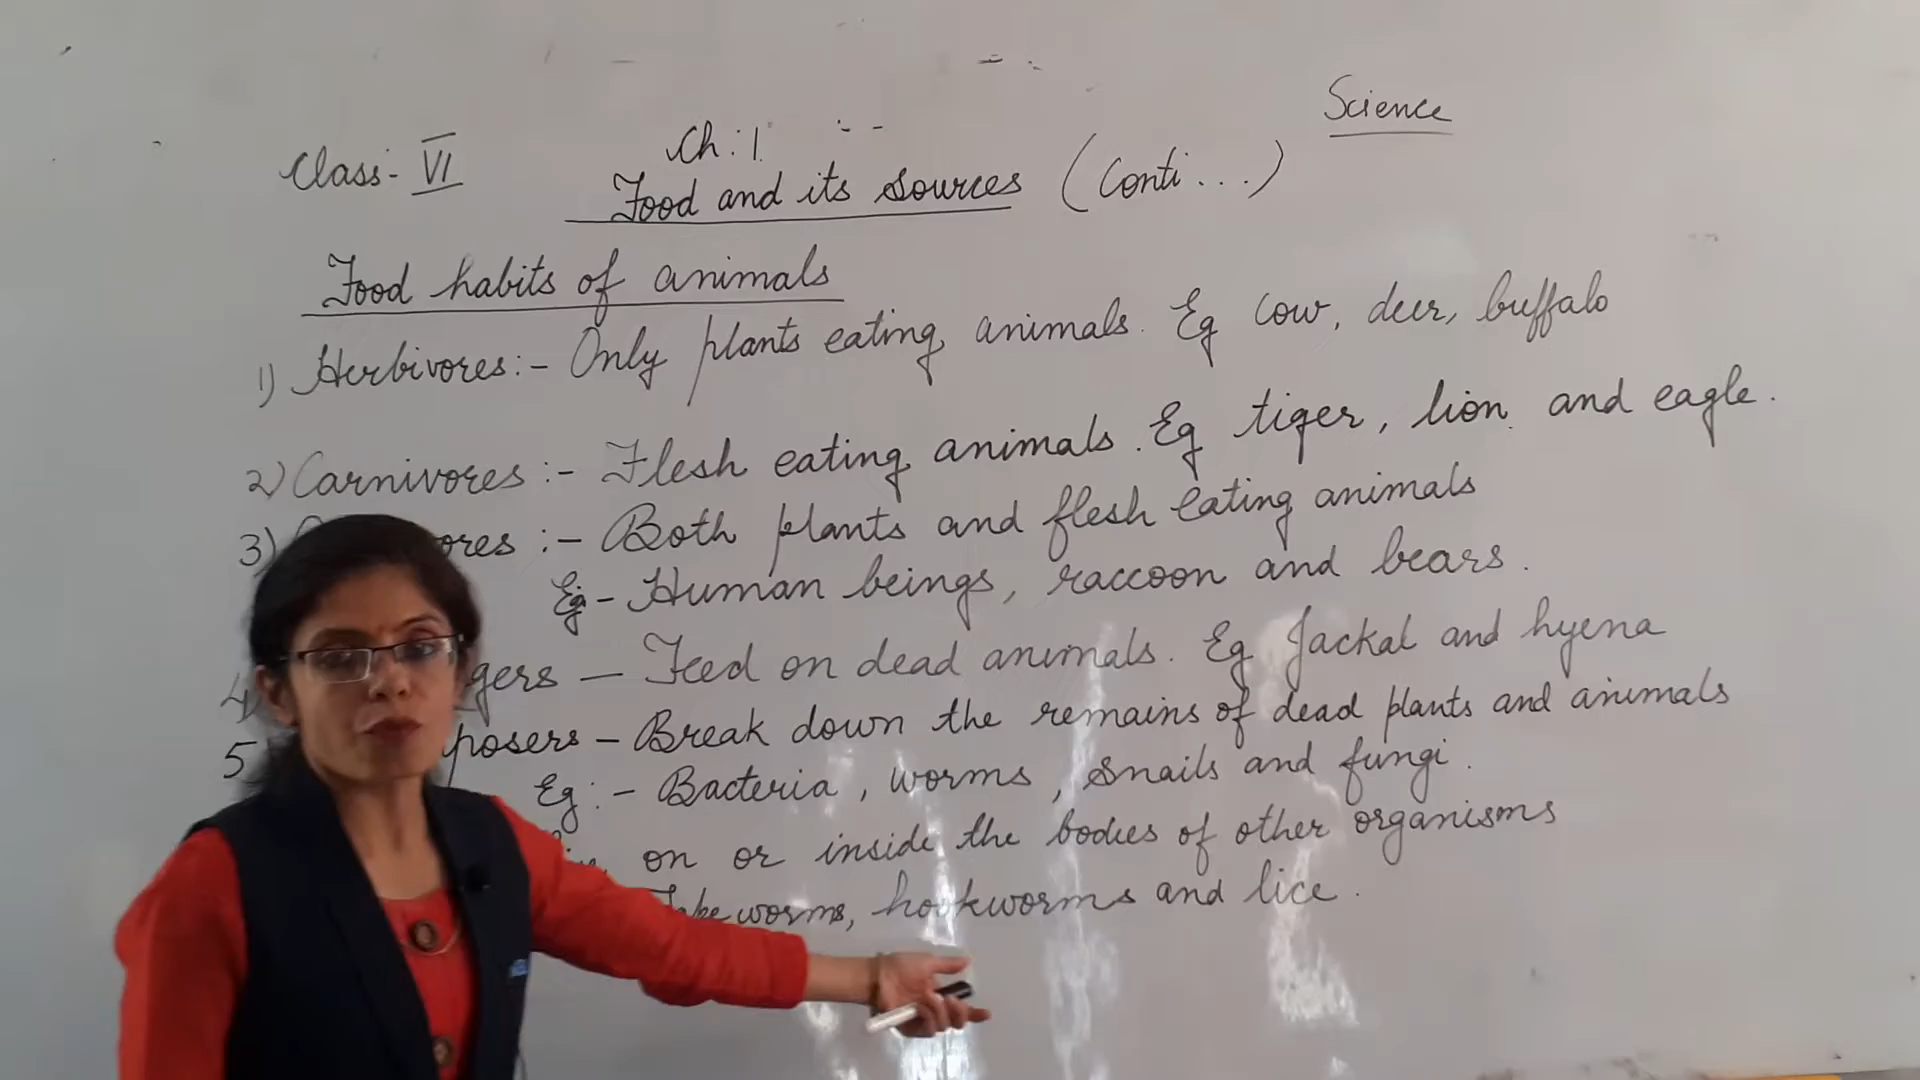 Science
Class- VI
Ch:1
Food and its sources (Conti...)
Food habits of animals
1) Herbivores:- Only plants eating animals. Eg Cow, deer, buffalo
2) Carnivores :- Flesh eating animals. Eg tiger, lion and eagle.
3) ores :- Both plants and flesh eating animals
Eg- Human beings, raccoon and bears.
4 gers - Feed on dead animals. Eg Jackal and hyena
5 posers - Break down the remains of dead plants and animals
Eg:- Bacteria, worms, snails and fungi.
on or inside the bodies of other organisms
Tapeworms, hookworms and lice.